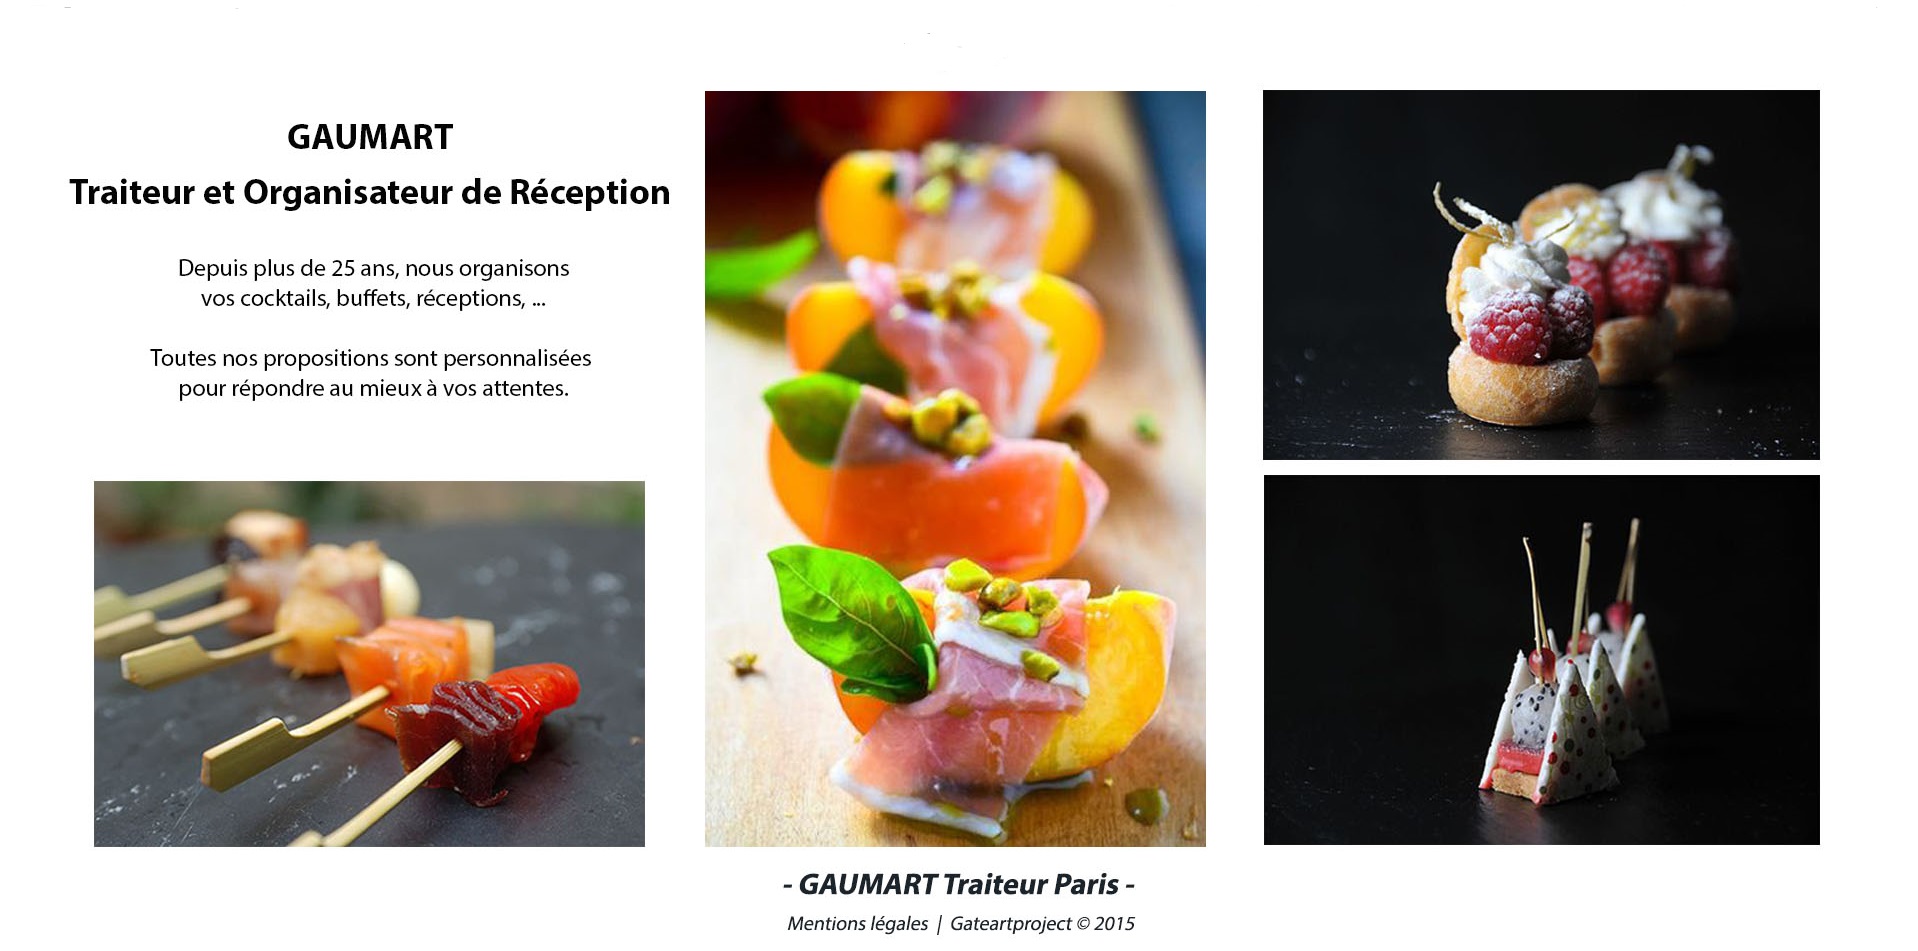 GAUMART
Traiteur et Organisateur de Réception
Depuis plus de 25 ans, nous organisons
vos cocktails, buffets, réceptions, ...
Toutes nos propositions sont personnalisées
pour répondre au mieux à vos attentes.
- GAUMART Traiteur Paris -
Mentions légales | Gateartproject © 2015